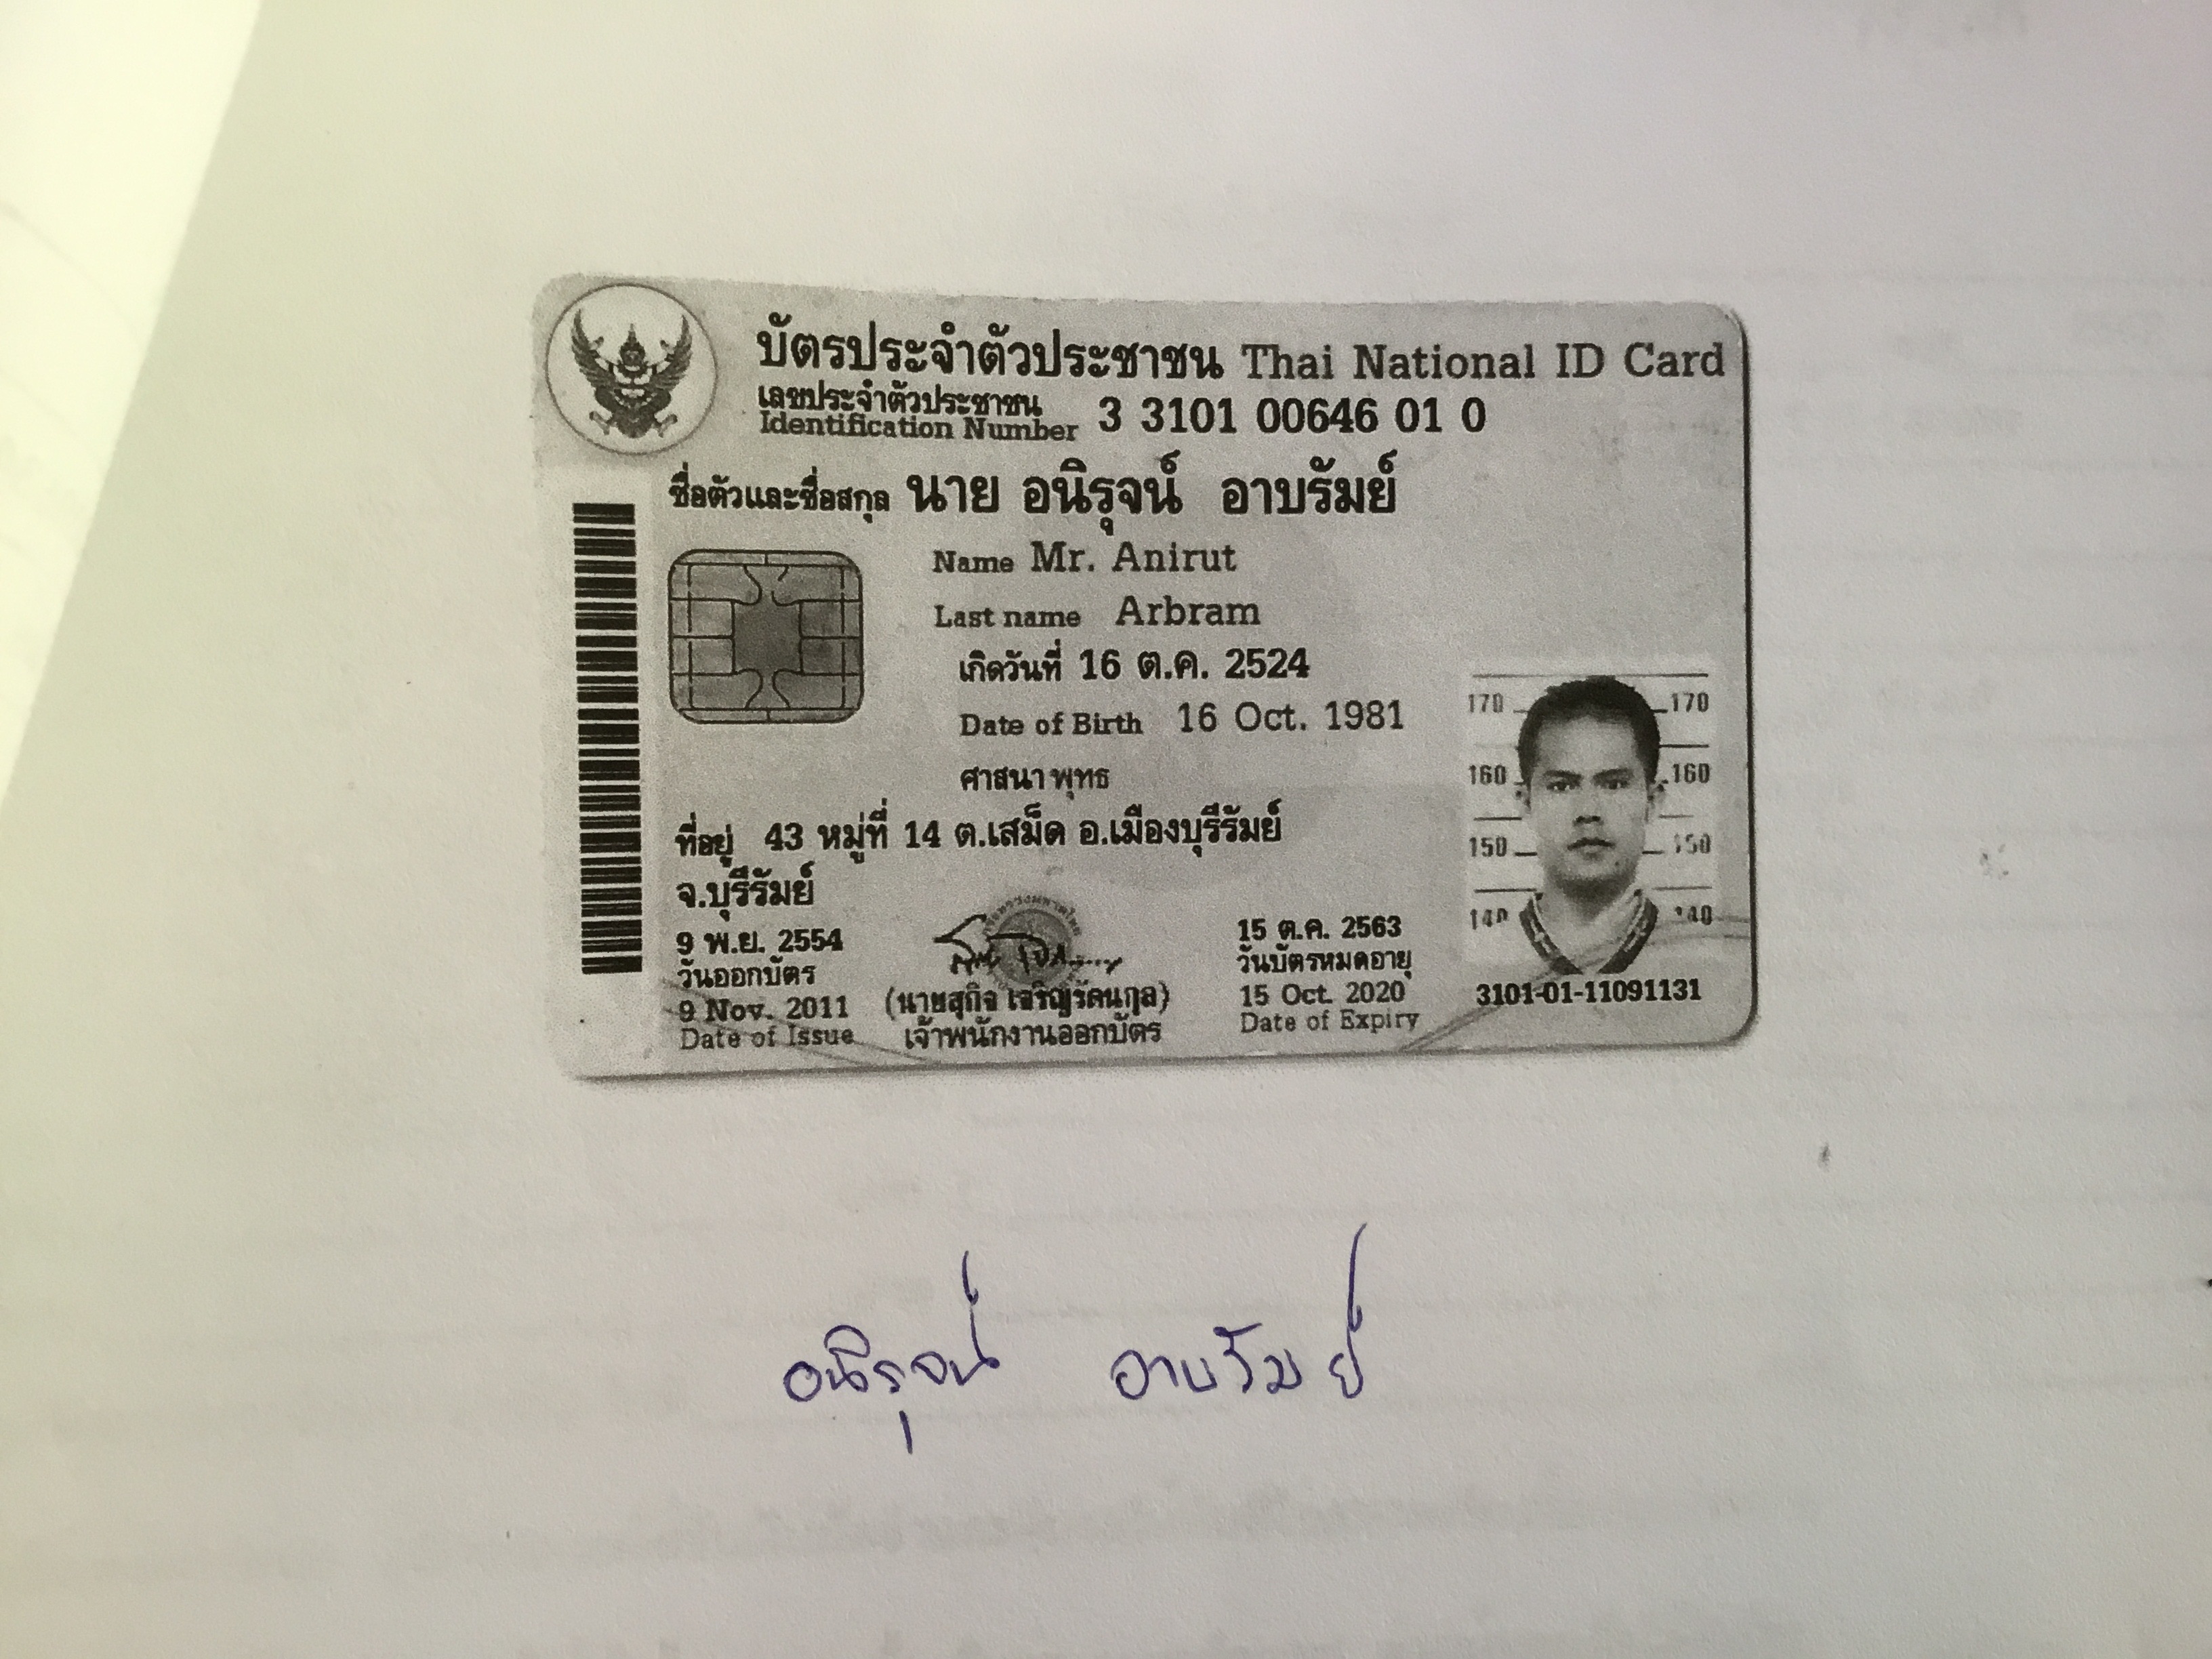 บัตรประจำตัวประชาชน Thai National ID Card
เลขประจำตัวประชาชน
Identification Number 3 3101 00646 01 0
ชื่อตัวและชื่อสกุล นาย อนิรุจน์ อาบรัมย์
Name Mr. Anirut
Last name Arbram
เกิดวันที่ 16 ต.ค. 2524
Date of Birth 16 Oct. 1981
ศาสนา พุทธ
ที่อยู่ 43 หมู่ที่ 14 ต.เสม็ด อ.เมืองบุรีรัมย์
จ.บุรีรัมย์
9 พ.ย. 2554
วันออกบัตร
9 Nov. 2011
Date of Issue
(นายสุกิจ เจริญรัตนกุล)
เจ้าพนักงานออกบัตร
15 ต.ค. 2563
วันบัตรหมดอายุ
15 Oct. 2020
Date of Expiry
170 170
160 160
150 150
140 140
3101-01-11091131
อนิรุจน์ อาบรัมย์